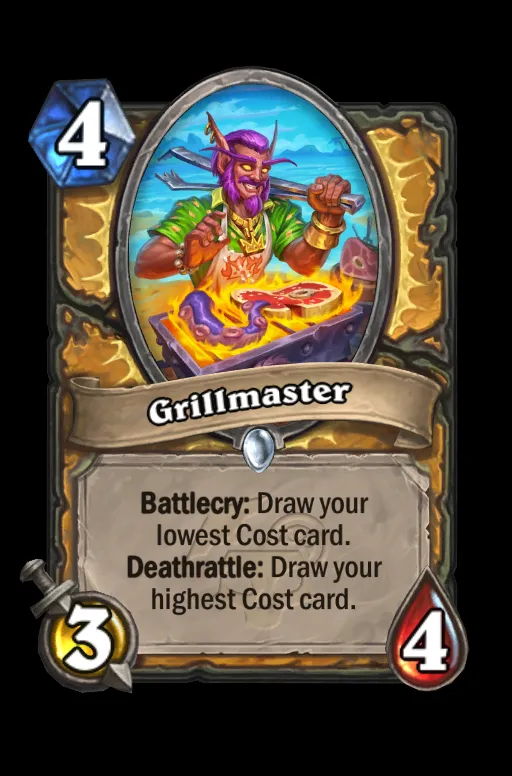 4
Grillmaster
Battlecry: Draw your
lowest Cost card.
Deathrattle: Draw your
highest Cost card.
3
4